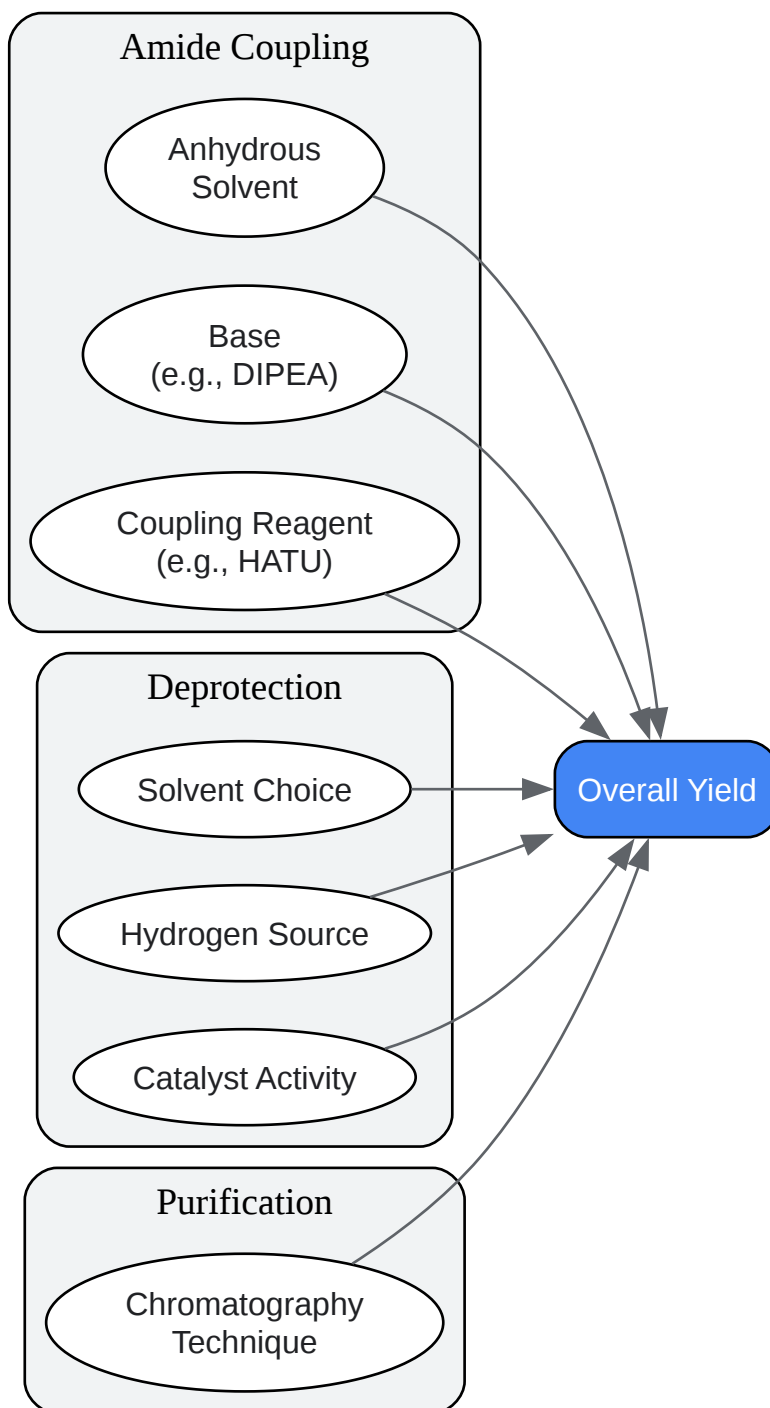 Amide Coupling
Anhydrous
Solvent
Base
(e.g., DIPEA)
Coupling Reagent
(e.g., HATU)
Deprotection
Solvent Choice
Overall Yield
Hydrogen Source
Catalyst Activity
Purification
Chromatography
Technique